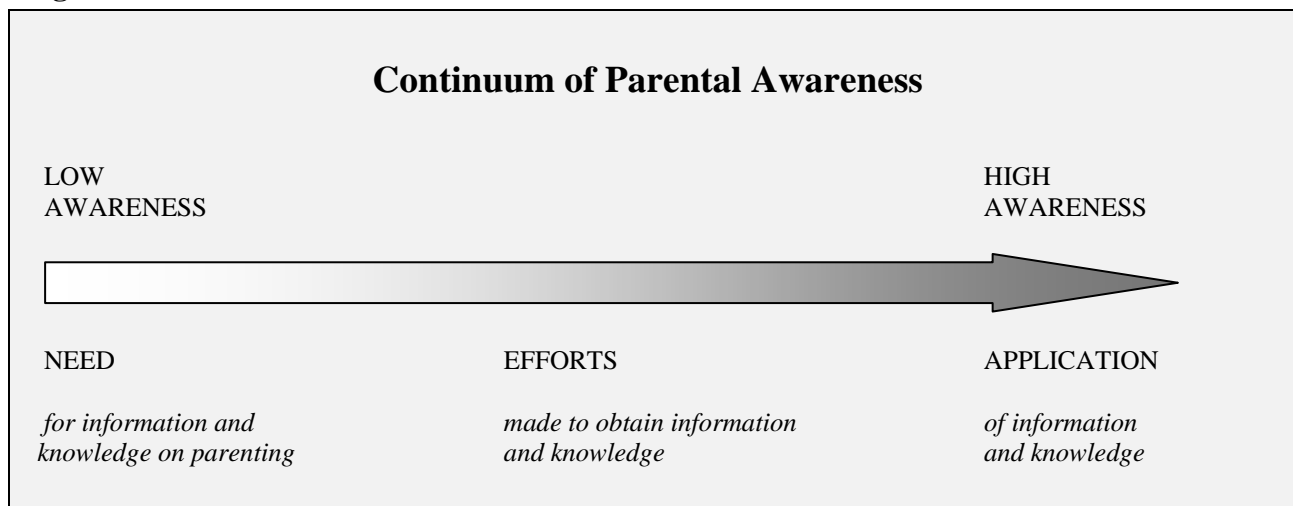 Continuum of Parental Awareness
LOW
AWARENESS
HIGH
AWARENESS
NEED
for information and
knowledge on parenting
EFFORTS
made to obtain information
and knowledge
APPLICATION
of information
and knowledge